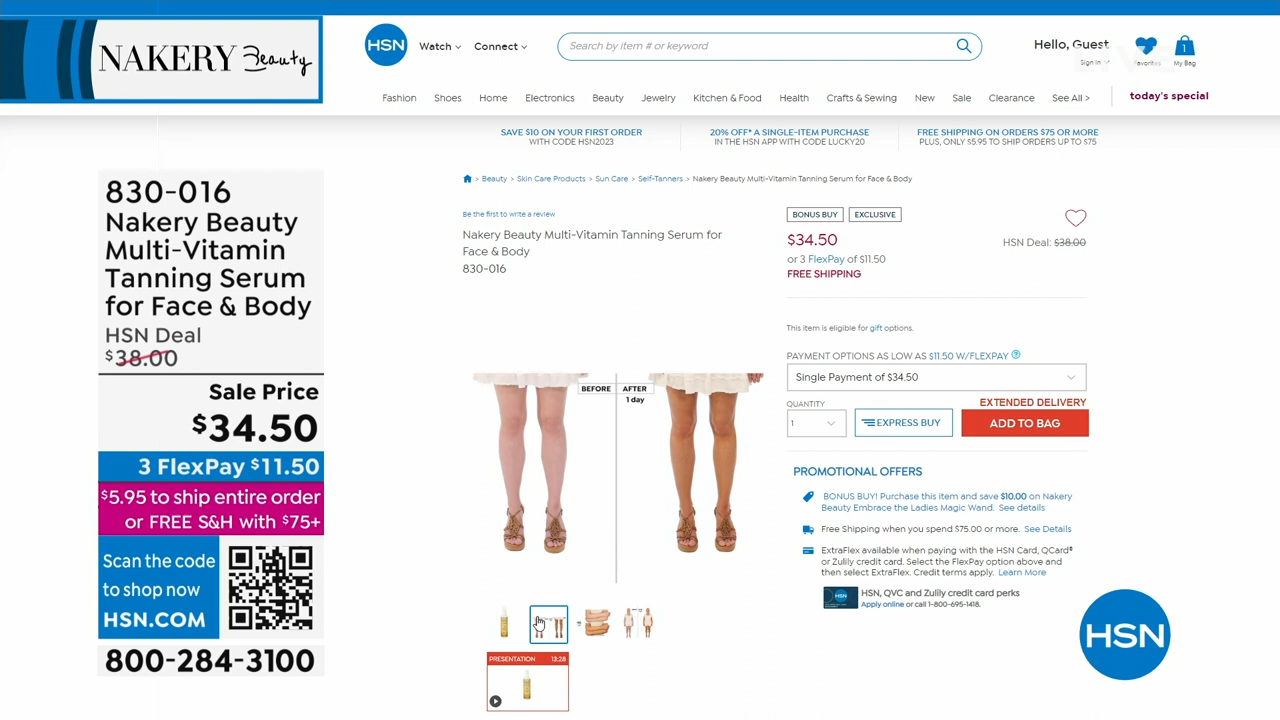 NAKERY Beauty
HSN
Watch
Connect
Search by item # or keyword
Hello, Guest
Sign In
Favorites
1
My Bag
Fashion
Shoes
Home
Electronics
Beauty
Jewelry
Kitchen & Food
Health
Crafts & Sewing
New
Sale
Clearance
See All >
today's special
SAVE $10 ON YOUR FIRST ORDER
WITH CODE HSN2023
20% OFF* A SINGLE-ITEM PURCHASE
IN THE HSN APP WITH CODE LUCKY20
FREE SHIPPING ON ORDERS $75 OR MORE
PLUS, ONLY $5.95 TO SHIP ORDERS UP TO $75
830-016
Nakery Beauty
Multi-Vitamin
Tanning Serum
for Face & Body
HSN Deal
$38.00
Sale Price
$34.50
3 FlexPay $11.50
$5.95 to ship entire order
or FREE S&H with $75+
Scan the code
to shop now
HSN.COM
800-284-3100
> Beauty > Skin Care Products > Sun Care > Self-Tanners > Nakery Beauty Multi-Vitamin Tanning Serum for Face & Body
Be the first to write a review
Nakery Beauty Multi-Vitamin Tanning Serum for
Face & Body
830-016
BEFORE
AFTER
1 day
PRESENTATION 13:28
BONUS BUY
EXCLUSIVE
$34.50
HSN Deal: $38.00
or 3 FlexPay of $11.50
FREE SHIPPING
This item is eligible for gift options.
PAYMENT OPTIONS AS LOW AS $11.50 W/FLEXPAY
Single Payment of $34.50
EXTENDED DELIVERY
QUANTITY
1
EXPRESS BUY
ADD TO BAG
PROMOTIONAL OFFERS
BONUS BUY! Purchase this item and save $10.00 on Nakery
Beauty Embrace the Ladies Magic Wand. See details
Free Shipping when you spend $75.00 or more. See Details
ExtraFlex available when paying with the HSN Card, QCard®
or Zulily credit card. Select the FlexPay option above and
then select ExtraFlex. Credit terms apply. Learn More
HSN, QVC and Zulily credit card perks
Apply online or call 1-800-695-1418.
HSN